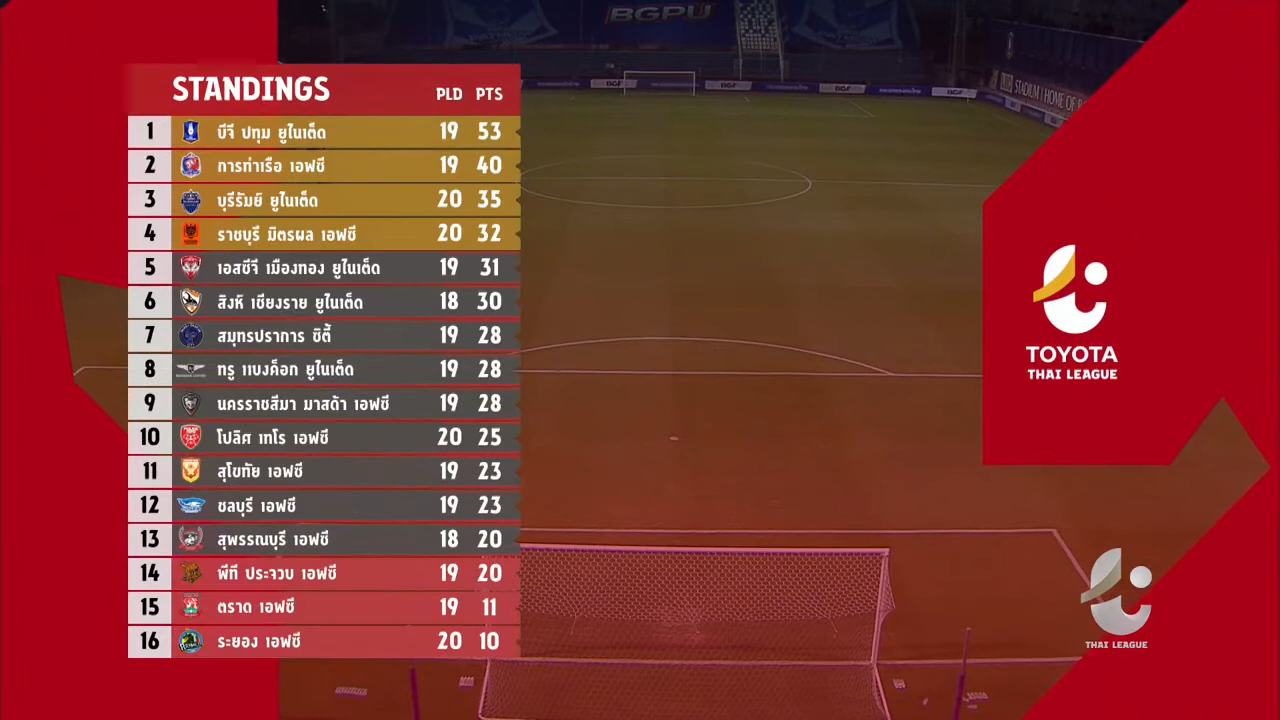 BGPU
BGF
BGF
BGF
BGF
STADIUM | HOME OF
STANDINGS
PLD PTS
1 บีจี ปทุม ยูไนเต็ด 19 53
2 การท่าเรือ เอฟซี 19 40
3 บุรีรัมย์ ยูไนเต็ด 20 35
4 ราชบุรี มิตรผล เอฟซี 20 32
5 เอสซีจี เมืองทอง ยูไนเต็ด 19 31
6 สิงห์ เชียงราย ยูไนเต็ด 18 30
7 สมุทรปราการ ซิตี้ 19 28
8 ทรู แบงค็อก ยูไนเต็ด 19 28
9 นครราชสีมา มาสด้า เอฟซี 19 28
10 โปลิศ เทโร เอฟซี 20 25
11 สุโขทัย เอฟซี 19 23
12 ชลบุรี เอฟซี 19 23
13 สุพรรณบุรี เอฟซี 18 20
14 พีที ประจวบ เอฟซี 19 20
15 ตราด เอฟซี 19 11
16 ระยอง เอฟซี 20 10
TOYOTA
THAI LEAGUE
THAI LEAGUE